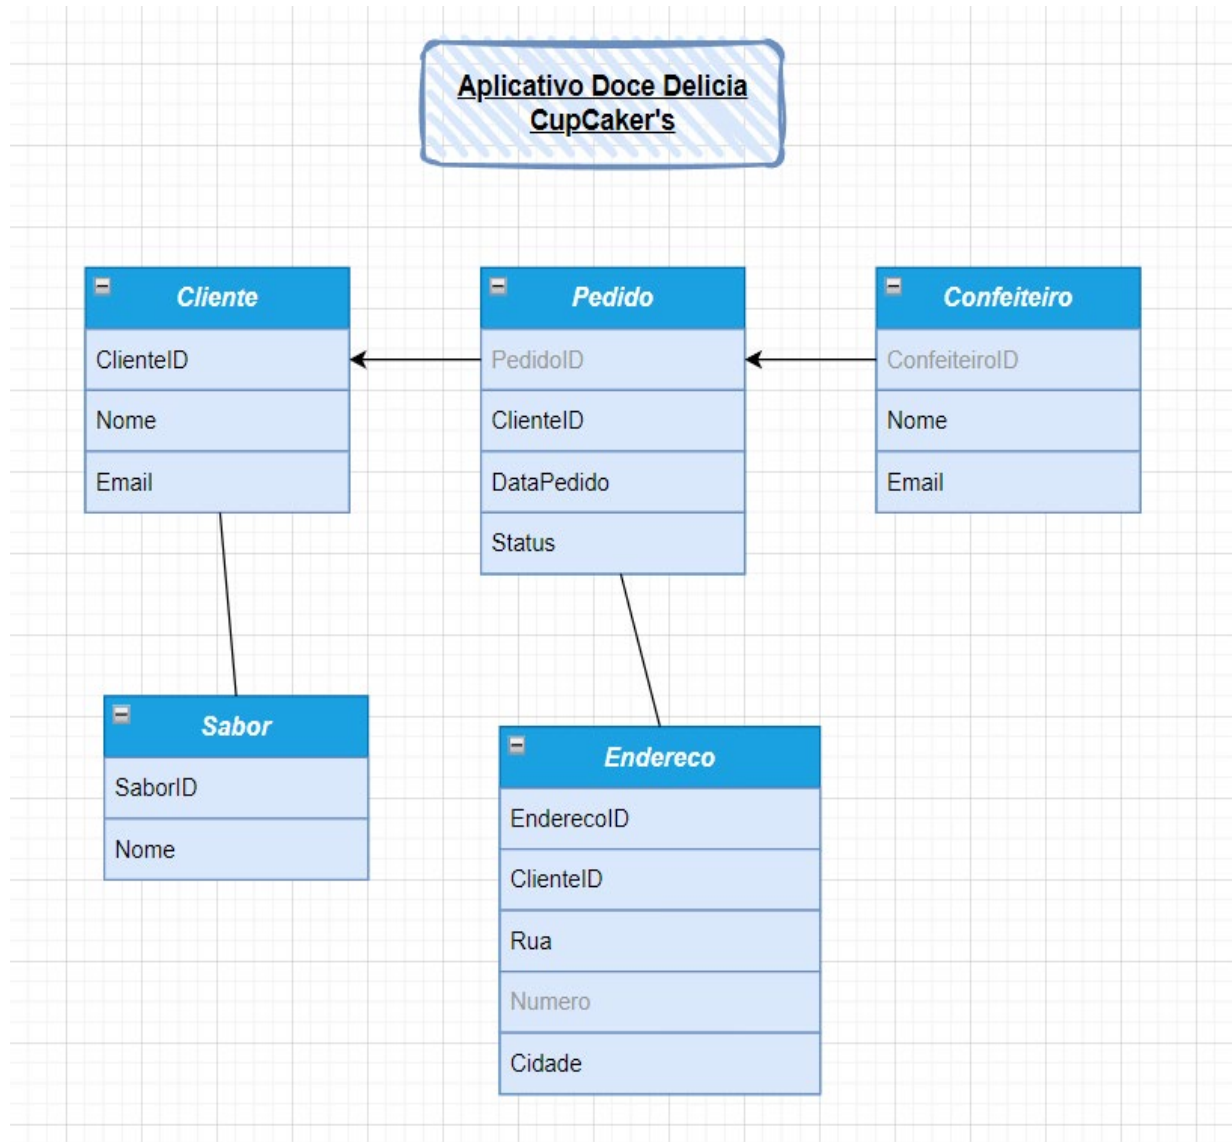 Aplicativo Doce Delicia
CupCaker's
Cliente
ClienteID
Nome
Email
Pedido
PedidoID
ClienteID
DataPedido
Status
Confeiteiro
ConfeiteiroID
Nome
Email
Sabor
SaborID
Nome
Endereco
EnderecoID
ClienteID
Rua
Numero
Cidade